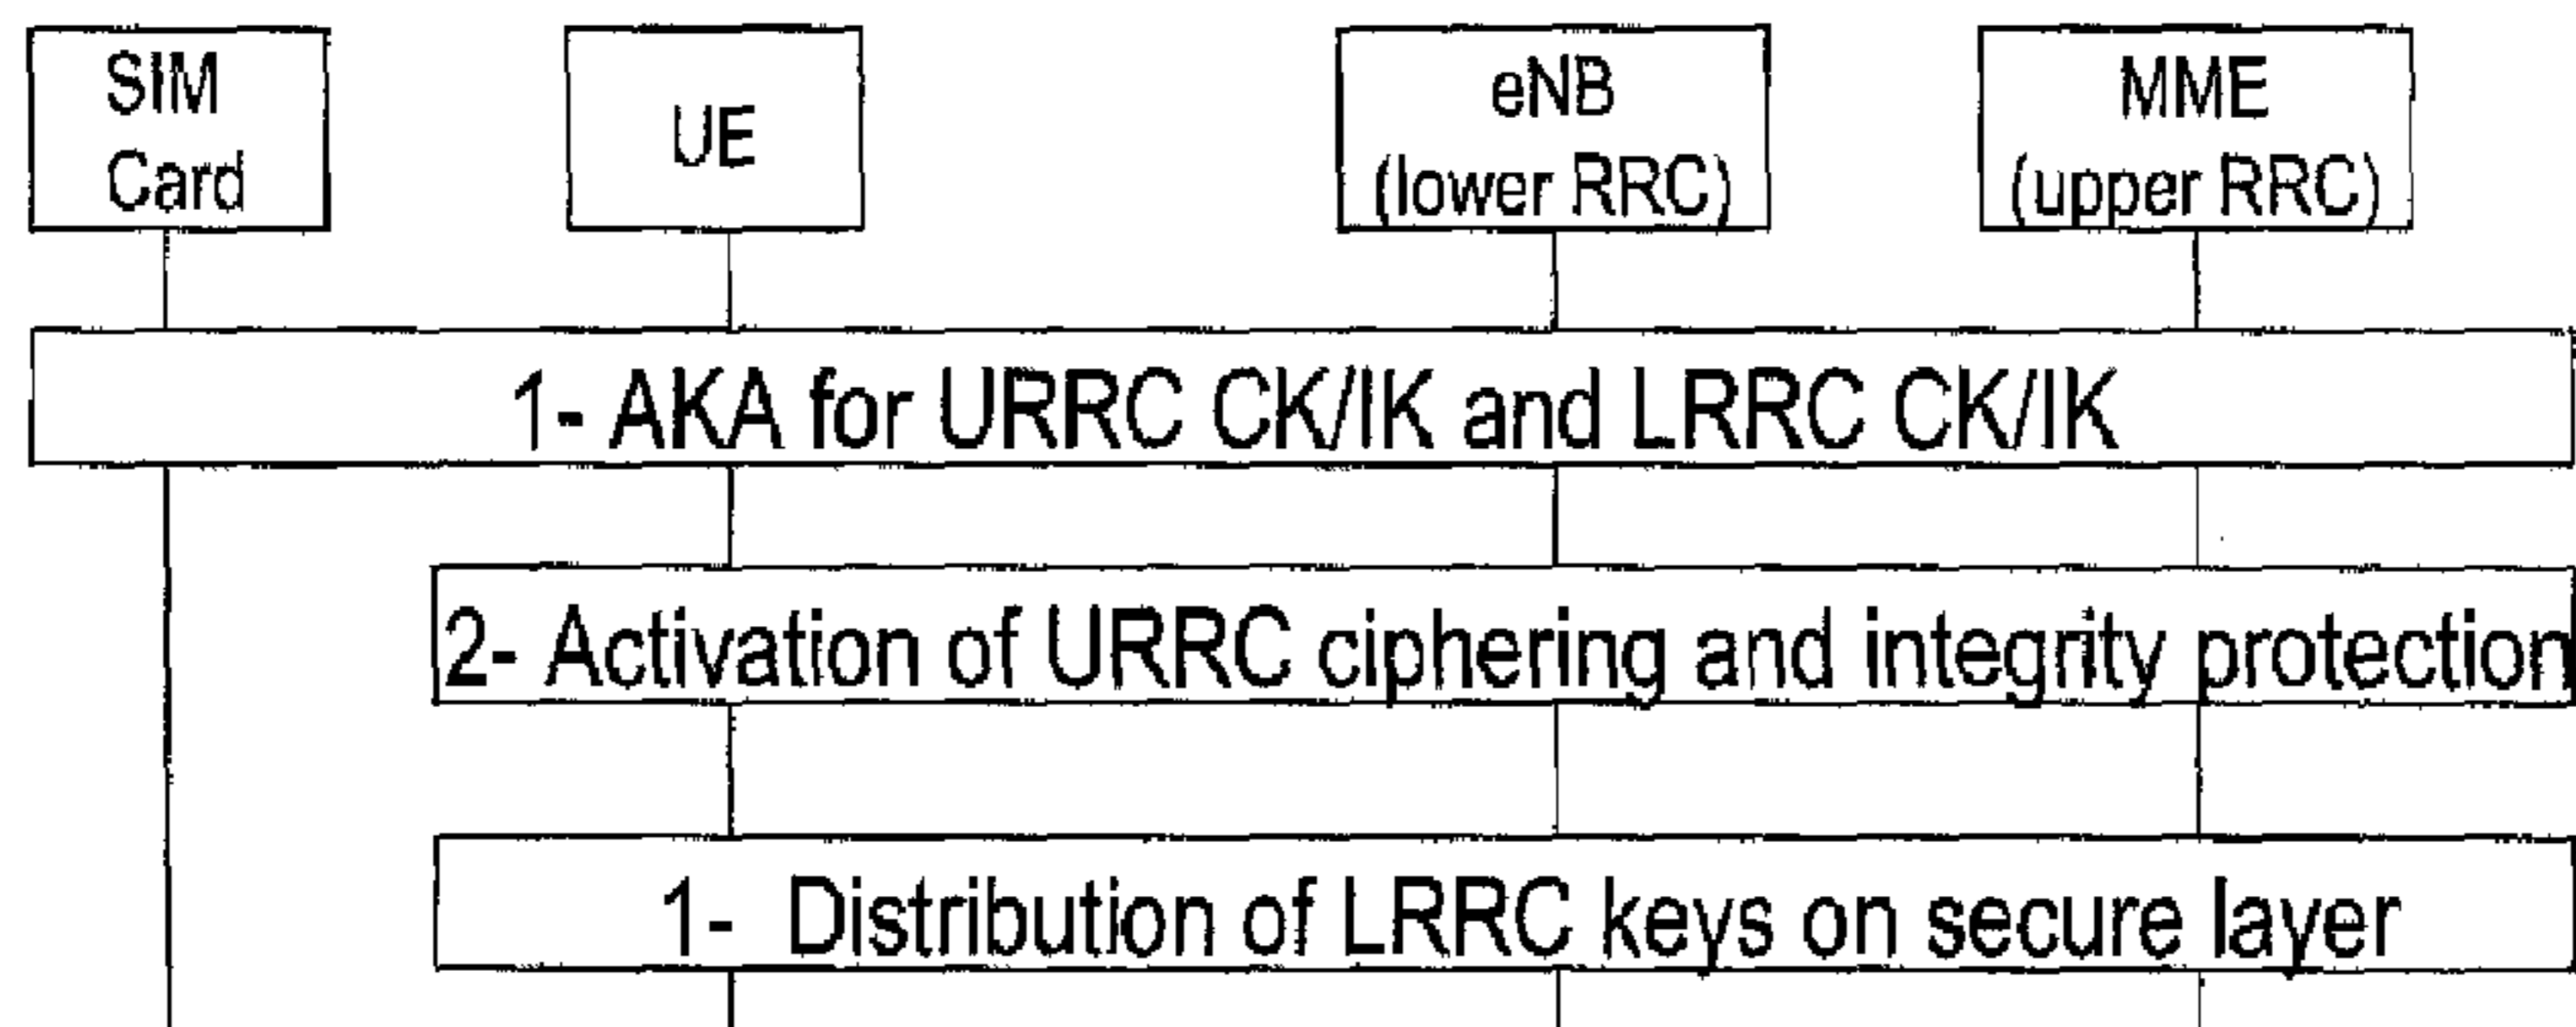 SIM
Card
UE
eNB
(lower RRC)
MME
(upper RRC)
1- AKA for URRC CK/IK and LRRC CK/IK
2- Activation of URRC ciphering and integrity protection
1- Distribution of LRRC keys on secure layer